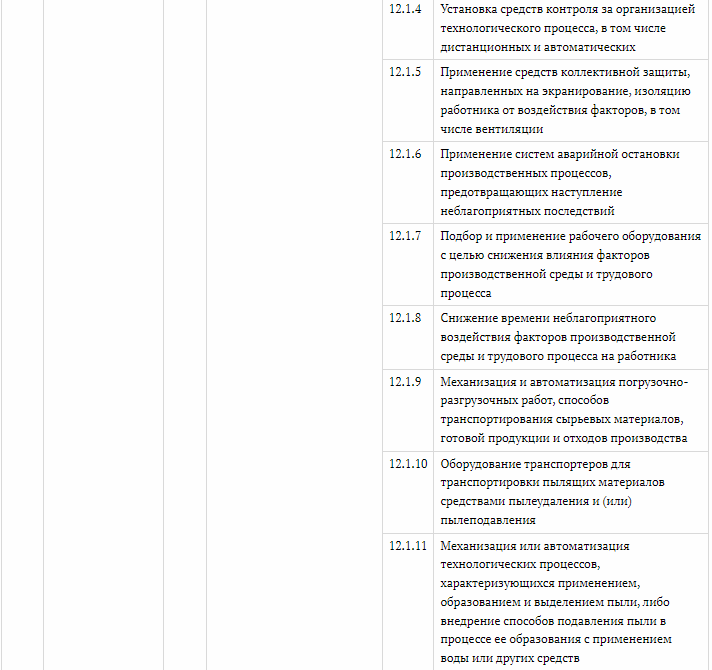 12.1.4 Установка средств контроля за организацией
технологического процесса, в том числе
дистанционных и автоматических
12.1.5 Применение средств коллективной защиты,
направленных на экранирование, изоляцию
работника от воздействия факторов, в том
числе вентиляции
12.1.6 Применение систем аварийной остановки
производственных процессов,
предотвращающих наступление
неблагоприятных последствий
12.1.7 Подбор и применение рабочего оборудования
с целью снижения влияния факторов
производственной среды и трудового
процесса
12.1.8 Снижение времени неблагоприятного
воздействия факторов производственной
среды и трудового процесса на работника
12.1.9 Механизация и автоматизация погрузочно-
разгрузочных работ, способов
транспортирования сырьевых материалов,
готовой продукции и отходов производства
12.1.10 Оборудование транспортеров для
транспортировки пылящих материалов
средствами пылеудаления и (или)
пылеподавления
12.1.11 Механизация или автоматизация
технологических процессов,
характеризующихся применением,
образованием и выделением пыли, либо
внедрение способов подавления пыли в
процессе ее образования с применением
воды или других средств